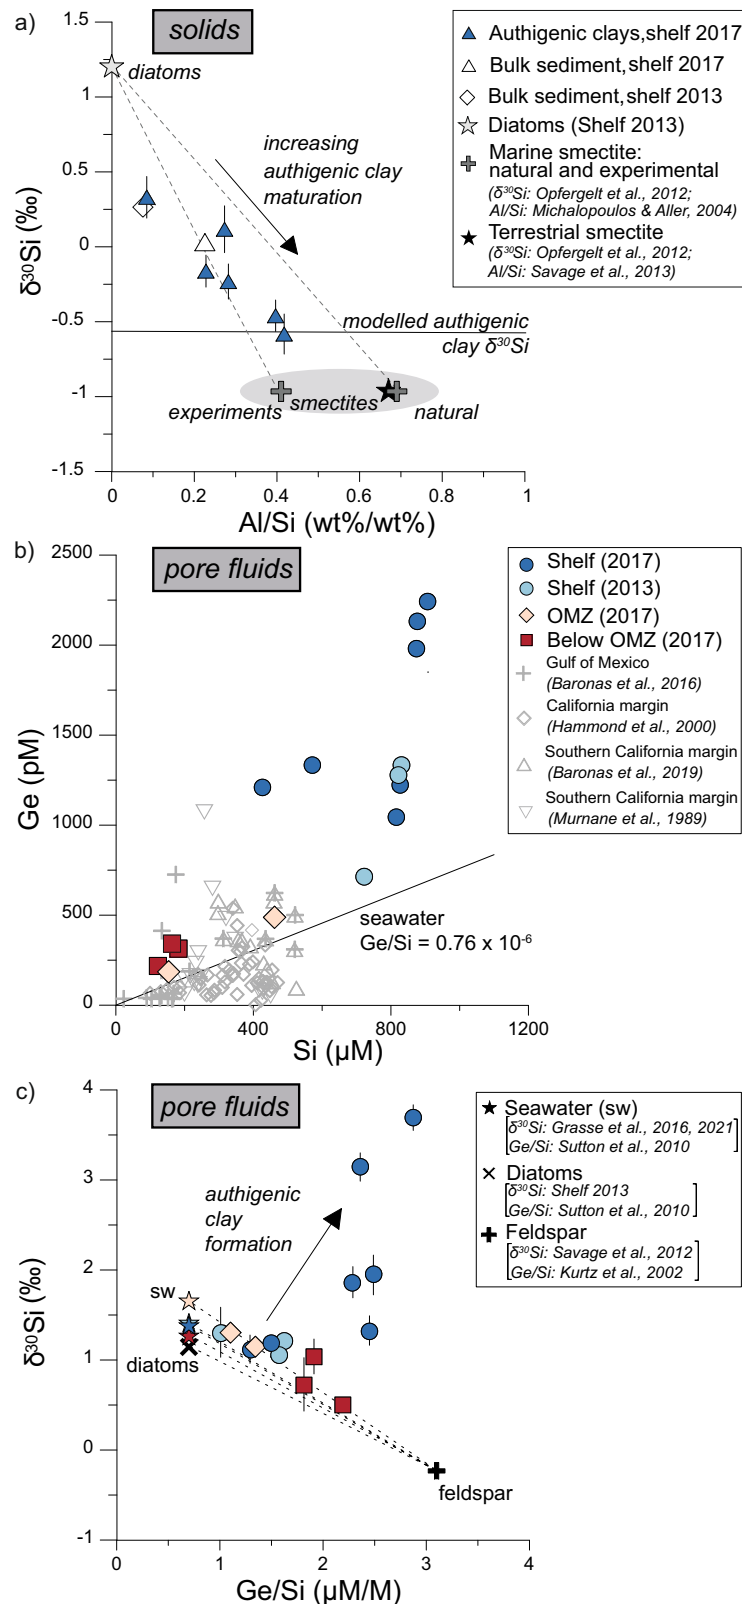 a)
solids
1.5
1
0.5
0
-0.5
-1
-1.5
δ³⁰Si (‰)
diatoms
increasing
authigenic clay
maturation
modelled authigenic
clay δ³⁰Si
experiments
smectites
natural
0 0.2 0.4 0.6 0.8 1
Al/Si (wt%/wt%)
Authigenic clays,shelf 2017
Bulk sediment,shelf 2017
Bulk sediment,shelf 2013
Diatoms (Shelf 2013)
Marine smectite:
natural and experimental
(δ³⁰Si: Opfergelt et al., 2012;
Al/Si: Michalopoulos & Aller, 2004)
Terrestrial smectite
(δ³⁰Si: Opfergelt et al., 2012;
Al/Si: Savage et al., 2013)
b)
pore fluids
2500
2000
1500
1000
500
0
Ge (pM)
seawater
Ge/Si = 0.76 x 10⁻⁶
0 400 800 1200
Si (µM)
Shelf (2017)
Shelf (2013)
OMZ (2017)
Below OMZ (2017)
Gulf of Mexico
(Baronas et al., 2016)
California margin
(Hammond et al., 2000)
Southern California margin
(Baronas et al., 2019)
Southern California margin
(Murnane et al., 1989)
c)
pore fluids
4
3
2
1
0
-1
δ³⁰Si (‰)
authigenic
clay
formation
sw
diatoms
feldspar
0 1 2 3 4
Ge/Si (µM/M)
Seawater (sw)
[δ³⁰Si: Grasse et al., 2016, 2021
Ge/Si: Sutton et al., 2010]
Diatoms
[δ³⁰Si: Shelf 2013
Ge/Si: Sutton et al., 2010]
Feldspar
[δ³⁰Si: Savage et al., 2012
Ge/Si: Kurtz et al., 2002]